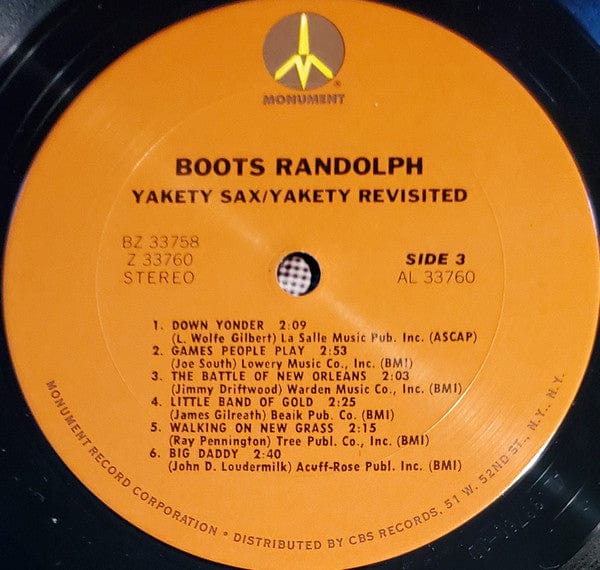 MONUMENT
BOOTS RANDOLPH
YAKETY SAX/YAKETY REVISITED
BZ 33758
Z 33760
STEREO
SIDE 3
AL 33760
1. DOWN YONDER 2:09
(L. Wolfe Gilbert) La Salle Music Pub. Inc. (ASCAP)
2. GAMES PEOPLE PLAY 2:53
(Joe South) Lowery Music Co., Inc. (BMI)
3. THE BATTLE OF NEW ORLEANS 2:03
(Jimmy Driftwood) Warden Music Co., Inc. (BMI)
4. LITTLE BAND OF GOLD 2:25
(James Gilreath) Beaik Pub. Co. (BMI)
5. WALKING ON NEW GRASS 2:15
(Ray Pennington) Tree Publ. Co., Inc. (BMI)
6. BIG DADDY 2:40
(John D. Loudermilk) Acuff-Rose Publ. Inc. (BMI)
MONUMENT RECORD CORPORATION • DISTRIBUTED BY CBS RECORDS, 51 W. 52ND ST., N.Y., N.Y.